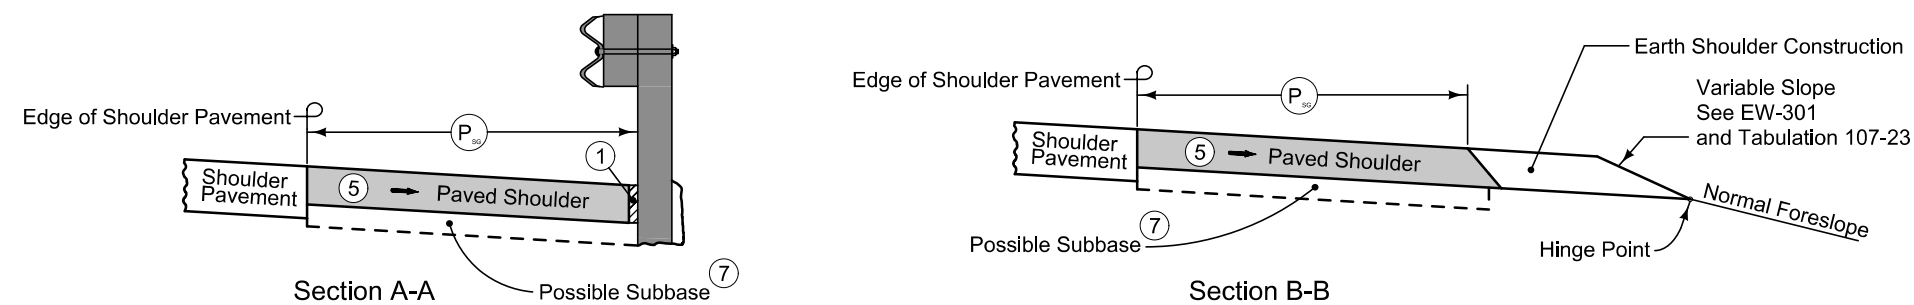 Edge of Shoulder Pavement
P SG
1
Shoulder
Pavement
5
Paved Shoulder
7
Possible Subbase
Section A-A
Earth Shoulder Construction
Edge of Shoulder Pavement
P SG
Variable Slope
See EW-301
and Tabulation 107-23
Shoulder
Pavement
5
Paved Shoulder
Normal Foreslope
7
Possible Subbase
Hinge Point
Section B-B